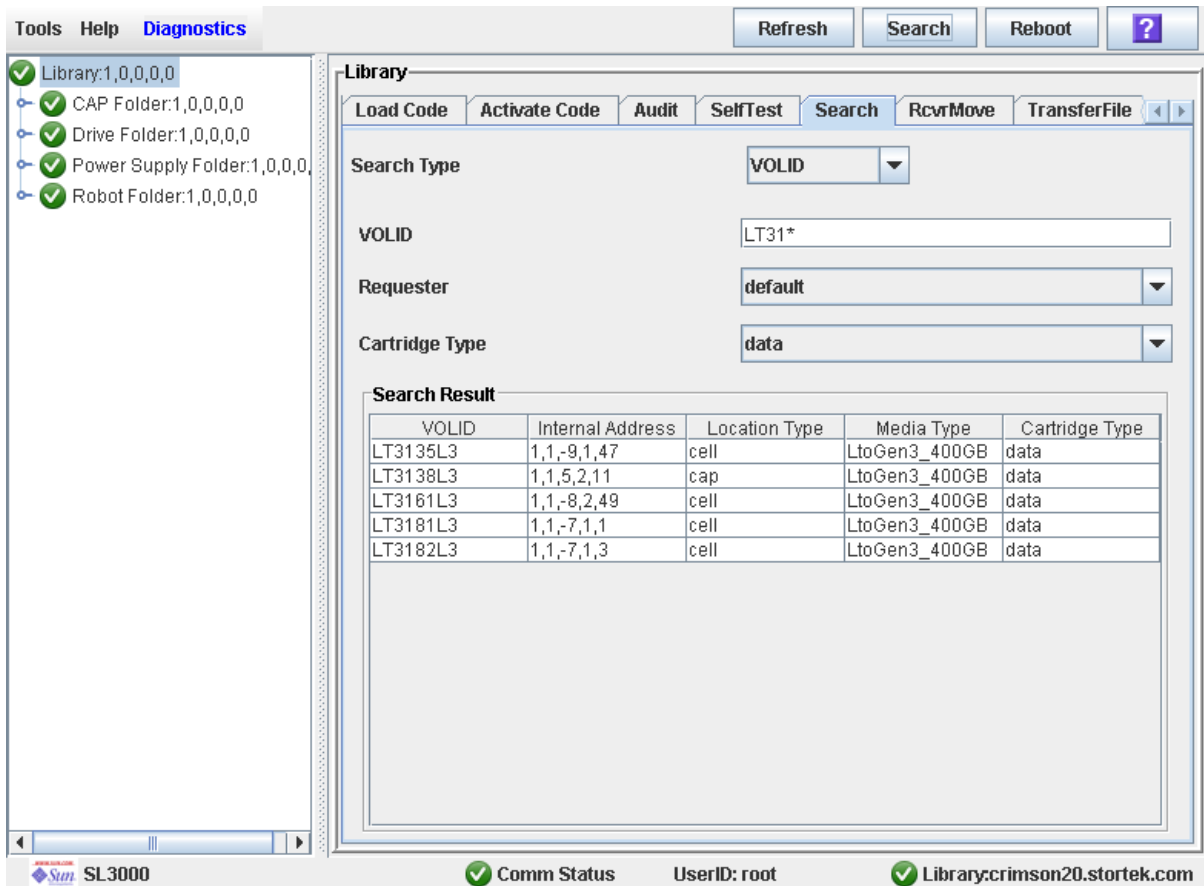 Tools Help Diagnostics
Refresh Search Reboot ?
Library:1,0,0,0,0
CAP Folder:1,0,0,0,0
Drive Folder:1,0,0,0,0
Power Supply Folder:1,0,0,0,
Robot Folder:1,0,0,0,0
Library
Load Code Activate Code Audit SelfTest Search RcvrMove TransferFile
Search Type VOLID
VOLID LT31*
Requester default
Cartridge Type data
Search Result
VOLID Internal Address Location Type Media Type Cartridge Type
LT3135L3 1,1,-9,1,47 cell LtoGen3_400GB data
LT3138L3 1,1,5,2,11 cap LtoGen3_400GB data
LT3161L3 1,1,-8,2,49 cell LtoGen3_400GB data
LT3181L3 1,1,-7,1,1 cell LtoGen3_400GB data
LT3182L3 1,1,-7,1,3 cell LtoGen3_400GB data
Sun SL3000 Comm Status UserID: root Library:crimson20.stortek.com